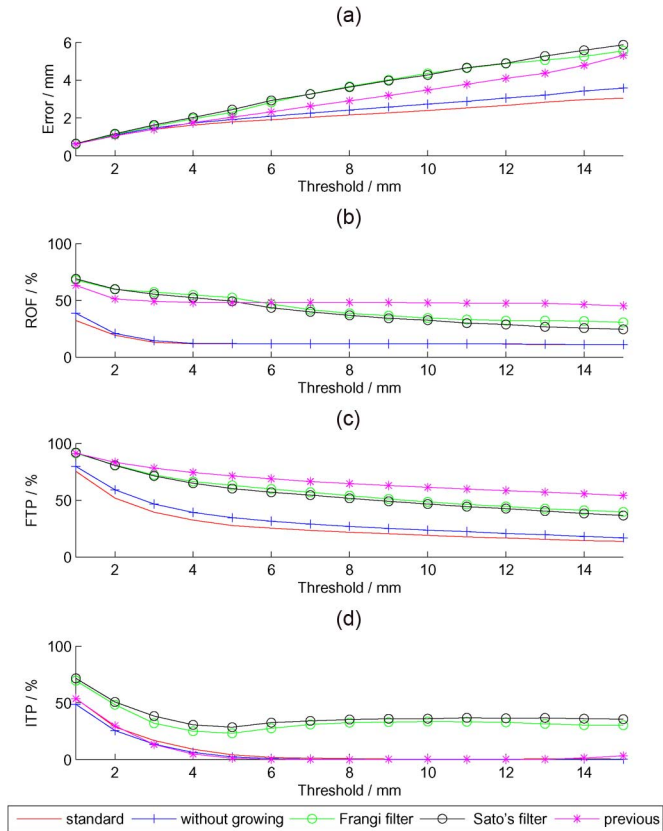 (a)
6
4
2
0
Error / mm
2 4 6 8 10 12 14
Threshold / mm
(b)
100
50
0
ROF / %
2 4 6 8 10 12 14
Threshold / mm
(c)
100
50
0
FTP / %
2 4 6 8 10 12 14
Threshold / mm
(d)
100
50
0
ITP / %
2 4 6 8 10 12 14
Threshold / mm
standard without growing Frangi filter Sato's filter previous